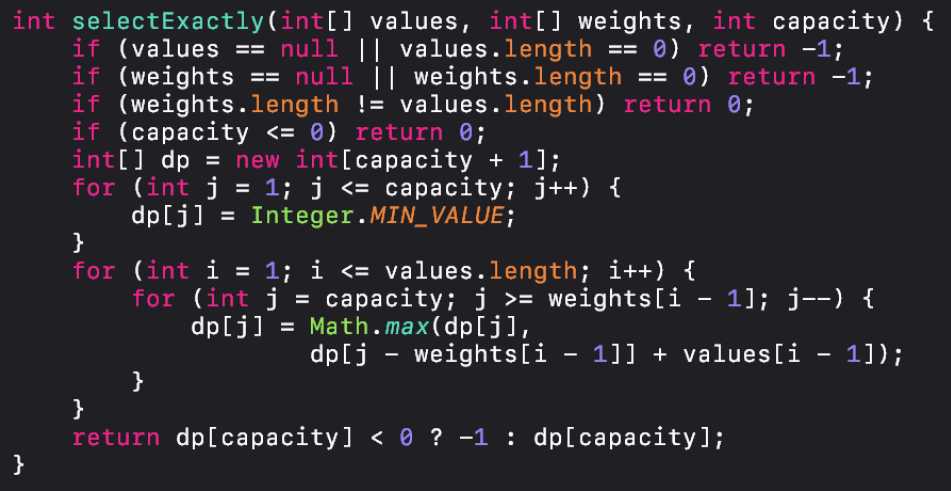 int selectExactly(int[] values, int[] weights, int capacity) {
    if (values == null || values.length == 0) return -1;
    if (weights == null || weights.length == 0) return -1;
    if (weights.length != values.length) return 0;
    if (capacity <= 0) return 0;
    int[] dp = new int[capacity + 1];
    for (int j = 1; j <= capacity; j++) {
        dp[j] = Integer.MIN_VALUE;
    }
    for (int i = 1; i <= values.length; i++) {
        for (int j = capacity; j >= weights[i - 1]; j--) {
            dp[j] = Math.max(dp[j],
                    dp[j - weights[i - 1]] + values[i - 1]);
        }
    }
    return dp[capacity] < 0 ? -1 : dp[capacity];
}